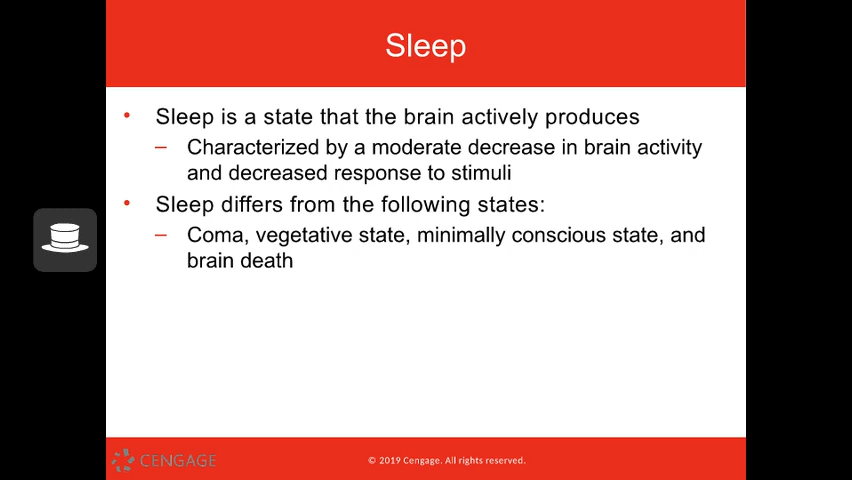 Sleep
• Sleep is a state that the brain actively produces
– Characterized by a moderate decrease in brain activity
and decreased response to stimuli
• Sleep differs from the following states:
– Coma, vegetative state, minimally conscious state, and
brain death
CENGAGE
© 2019 Cengage. All rights reserved.